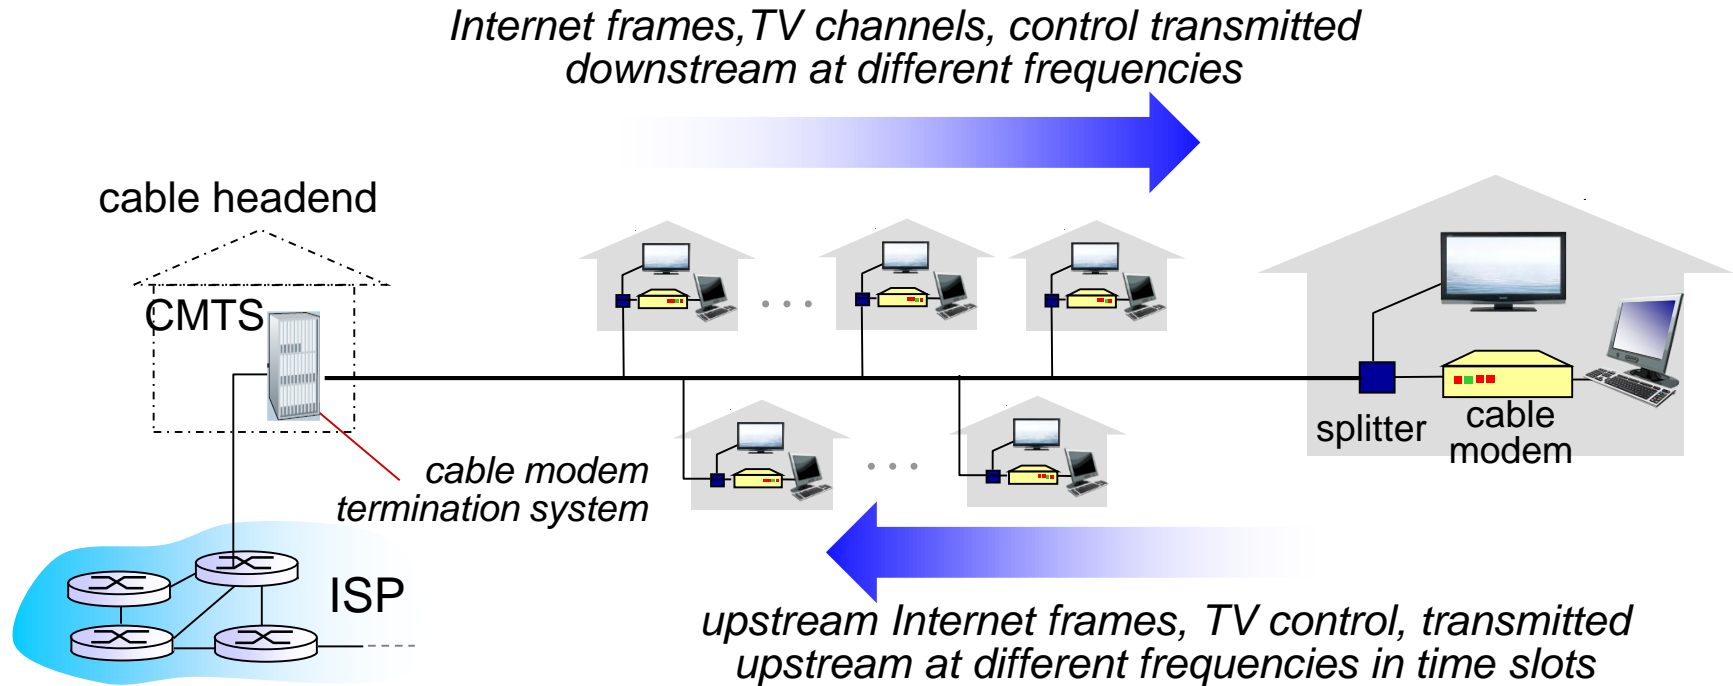 Internet frames,TV channels, control transmitted
downstream at different frequencies
cable headend
CMTS
splitter
cable
modem
cable modem
termination system
ISP
upstream Internet frames, TV control, transmitted
upstream at different frequencies in time slots